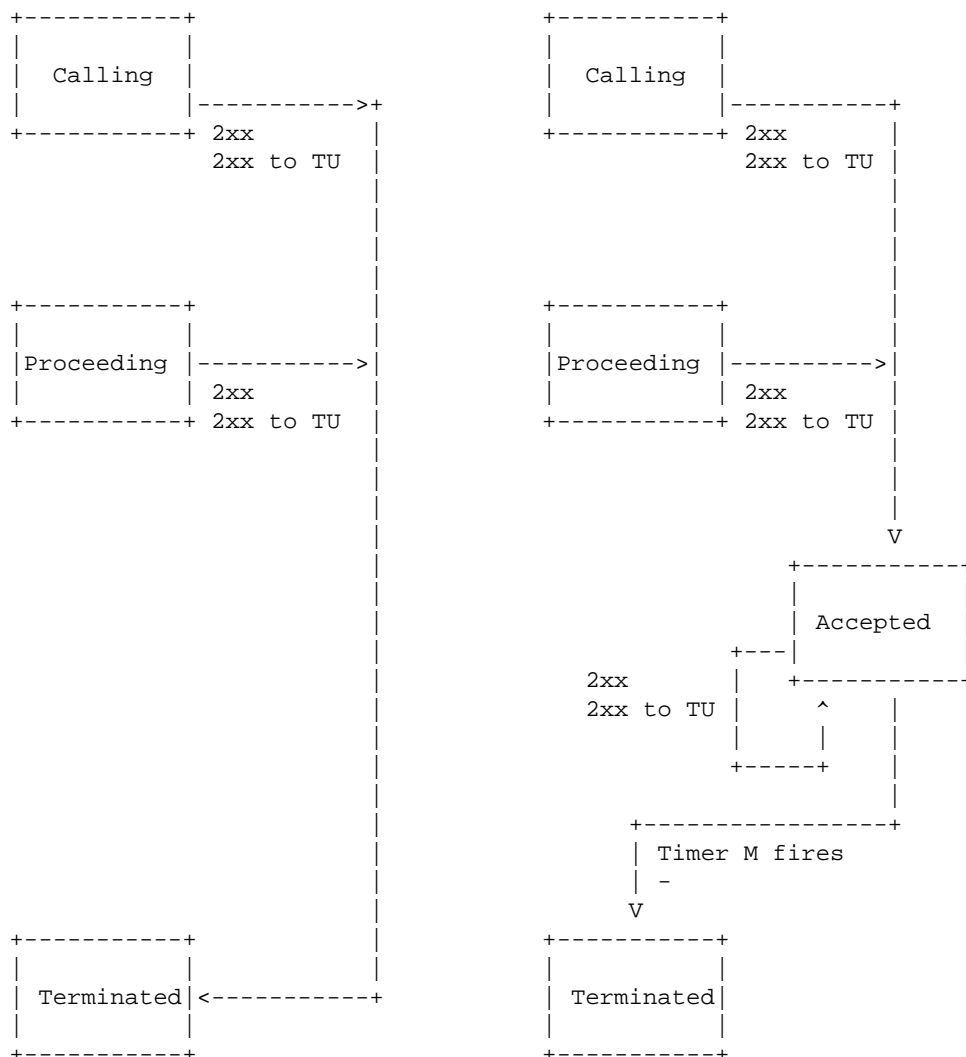 Calling Calling
2xx 2xx
2xx to TU 2xx to TU
Proceeding Proceeding
2xx 2xx
2xx to TU 2xx to TU
V
Accepted
2xx
2xx to TU ^
Timer M fires
-
V
Terminated Terminated